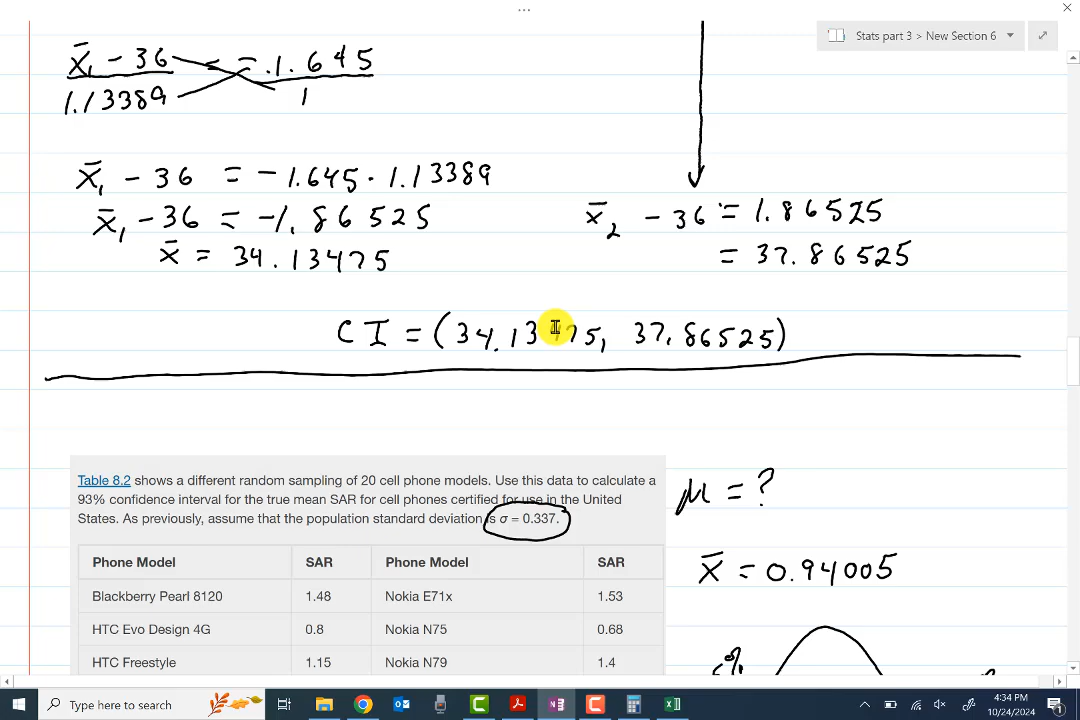 Stats part 3 > New Section 6
x̄₁ - 36 = -1.645
1.13389 1
x̄₁ - 36 = -1.645 · 1.13389
x̄₁ - 36 = -1.86525
x̄ = 34.13475
x̄₂ - 36 = 1.86525
= 37.86525
CI = (34.13475, 37.86525)
Table 8.2 shows a different random sampling of 20 cell phone models. Use this data to calculate a
93% confidence interval for the true mean SAR for cell phones certified for use in the United
States. As previously, assume that the population standard deviation is σ = 0.337.
Phone Model SAR Phone Model SAR
Blackberry Pearl 8120 1.48 Nokia E71x 1.53
HTC Evo Design 4G 0.8 Nokia N75 0.68
HTC Freestyle 1.15 Nokia N79 1.4
μ = ?
x̄ = 0.94005
Type here to search
4:34 PM
10/24/2024